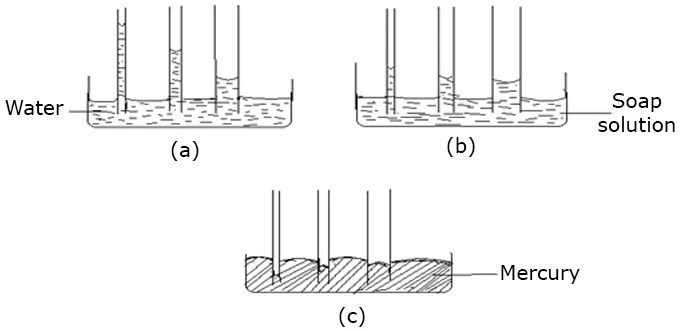 Water
Soap
solution
(a)
(b)
Mercury
(c)